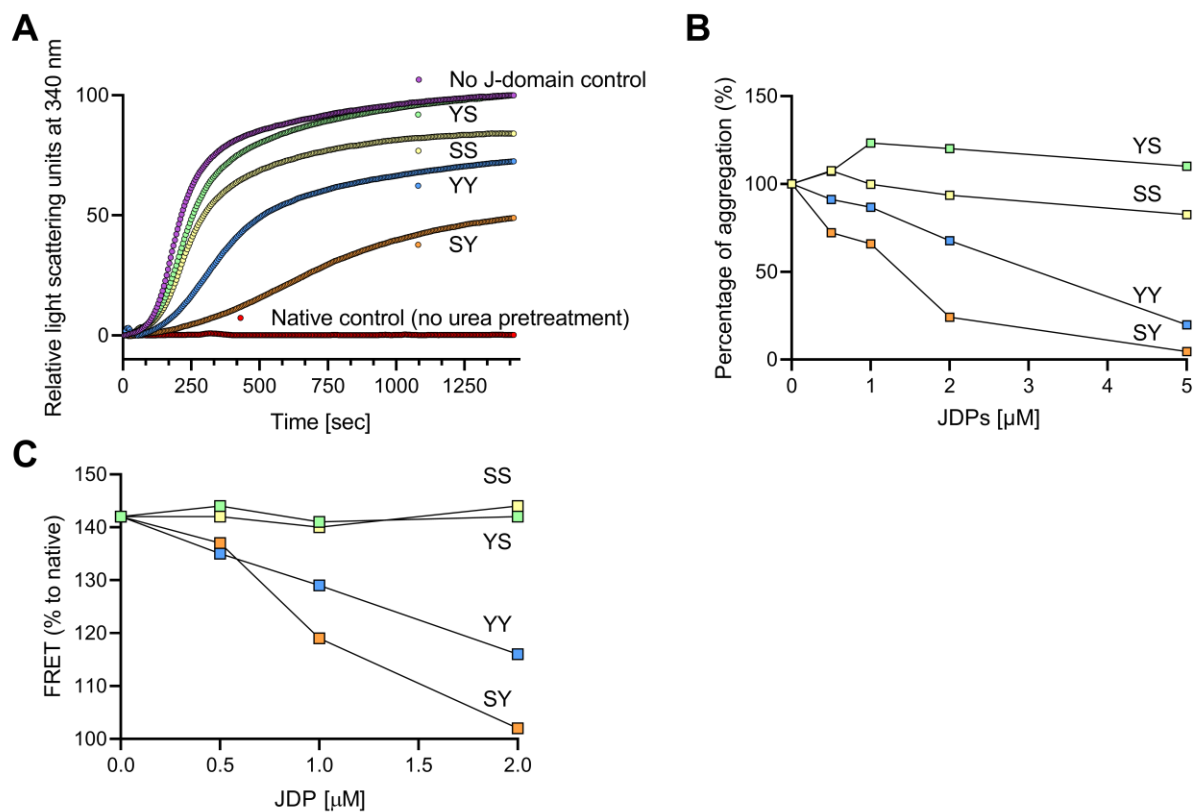 A
Relative light scattering units at 340 nm
100
50
0
No J-domain control
YS
SS
YY
SY
Native control (no urea pretreatment)
0 250 500 750 1000 1250
Time [sec]
B
Percentage of aggregation (%)
150
100
50
0
YS
SS
YY
SY
0 1 2 3 4 5
JDPs [µM]
C
FRET (% to native)
150
140
130
120
110
100
SS
YS
YY
SY
0.0 0.5 1.0 1.5 2.0
JDP [µM]